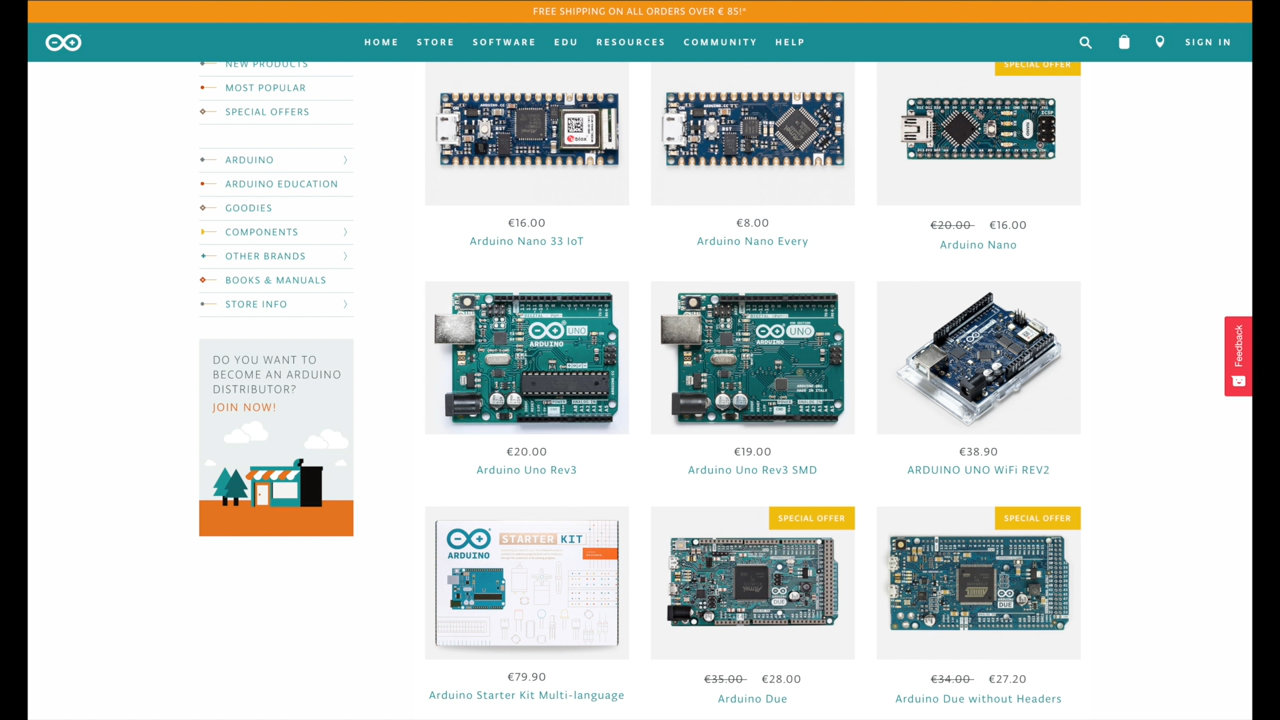 FREE SHIPPING ON ALL ORDERS OVER € 85!*
HOME STORE SOFTWARE EDU RESOURCES COMMUNITY HELP SIGN IN
NEW PRODUCTS
MOST POPULAR
SPECIAL OFFERS
ARDUINO
ARDUINO EDUCATION
GOODIES
COMPONENTS
OTHER BRANDS
BOOKS & MANUALS
STORE INFO
DO YOU WANT TO
BECOME AN ARDUINO
DISTRIBUTOR?
JOIN NOW!
SPECIAL OFFER
€16.00
Arduino Nano 33 IoT
€8.00
Arduino Nano Every
€20.00 €16.00
Arduino Nano
UNO
ARDUINO
€20.00
Arduino Uno Rev3
UNO
ARDUINO
€19.00
Arduino Uno Rev3 SMD
€38.90
ARDUINO UNO WiFi REV2
STARTER KIT
ARDUINO
€79.90
Arduino Starter Kit Multi-language
SPECIAL OFFER
€35.00 €28.00
Arduino Due
SPECIAL OFFER
DUE
€34.00 €27.20
Arduino Due without Headers
Feedback